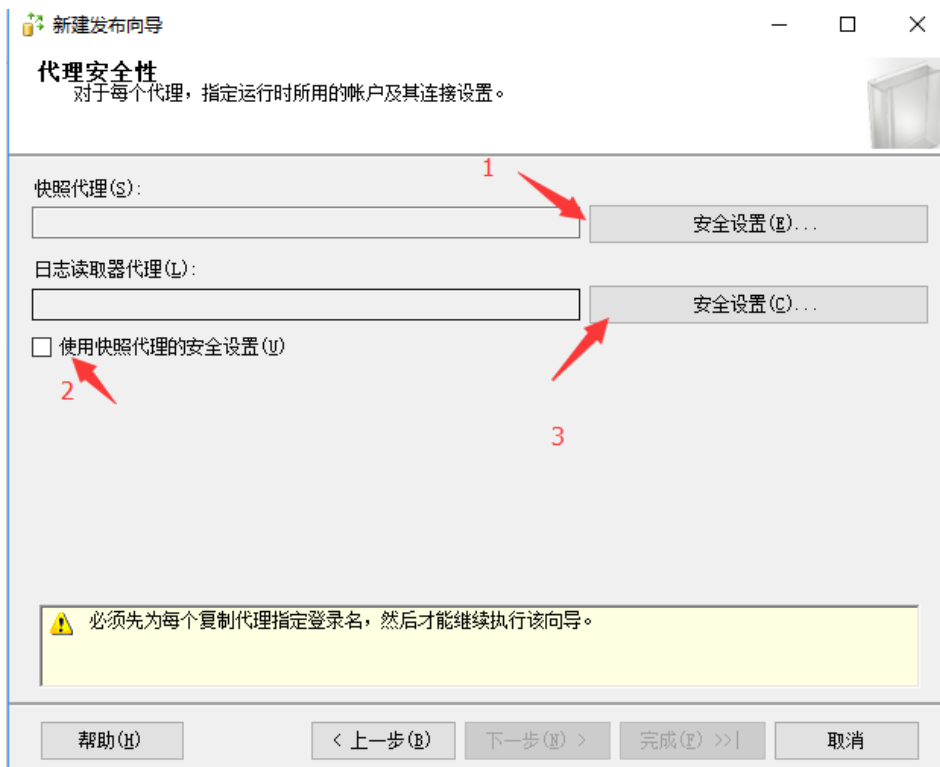 新建发布向导
代理安全性
对于每个代理，指定运行时所用的帐户及其连接设置。
1
快照代理(S):
安全设置(E)...
日志读取器代理(L):
安全设置(C)...
使用快照代理的安全设置(U)
2
3
必须先为每个复制代理指定登录名，然后才能继续执行该向导。
帮助(H)
< 上一步(B)
下一步(N) >
完成(F) >>|
取消